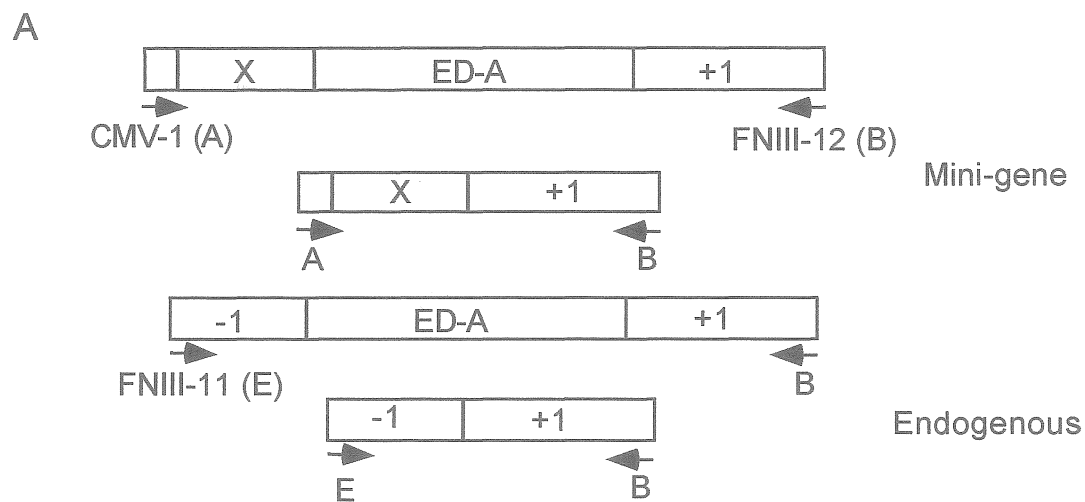 A
X ED-A +1
CMV-1 (A) FNIII-12 (B)
Mini-gene
X +1
A B
-1 ED-A +1
FNIII-11 (E) B
-1 +1
Endogenous
E B